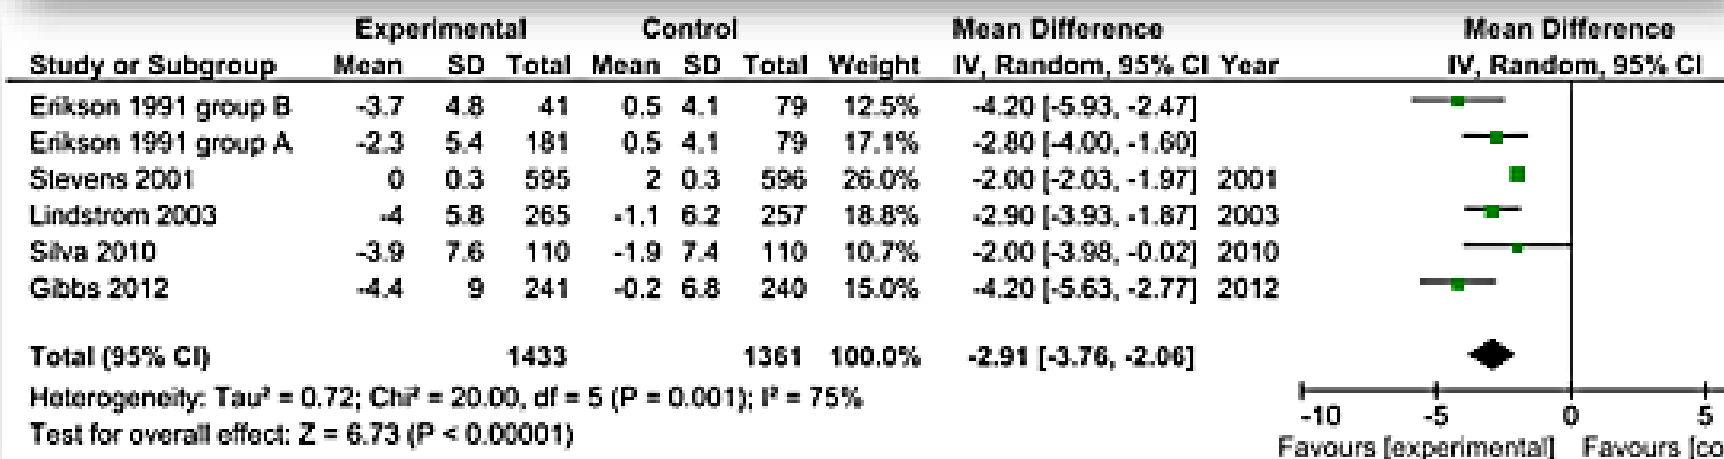 Experimental Control Mean Difference Mean Difference
Study or Subgroup Mean SD Total Mean SD Total Weight IV, Random, 95% CI Year IV, Random, 95% CI
Erikson 1991 group B -3.7 4.8 41 0.5 4.1 79 12.5% -4.20 [-5.93, -2.47]
Erikson 1991 group A -2.3 5.4 181 0.5 4.1 79 17.1% -2.80 [-4.00, -1.60]
Stevens 2001 0 0.3 595 2 0.3 596 26.0% -2.00 [-2.03, -1.97] 2001
Lindstrom 2003 -4 5.8 265 -1.1 6.2 257 18.8% -2.90 [-3.93, -1.87] 2003
Silva 2010 -3.9 7.6 110 -1.9 7.4 110 10.7% -2.00 [-3.98, -0.02] 2010
Gibbs 2012 -4.4 9 241 -0.2 6.8 240 15.0% -4.20 [-5.63, -2.77] 2012
Total (95% CI) 1433 1361 100.0% -2.91 [-3.76, -2.06]
Heterogeneity: Tau² = 0.72; Chi² = 20.00, df = 5 (P = 0.001); I² = 75%
Test for overall effect: Z = 6.73 (P < 0.00001)
-10 -5 0 5
Favours [experimental] Favours [co